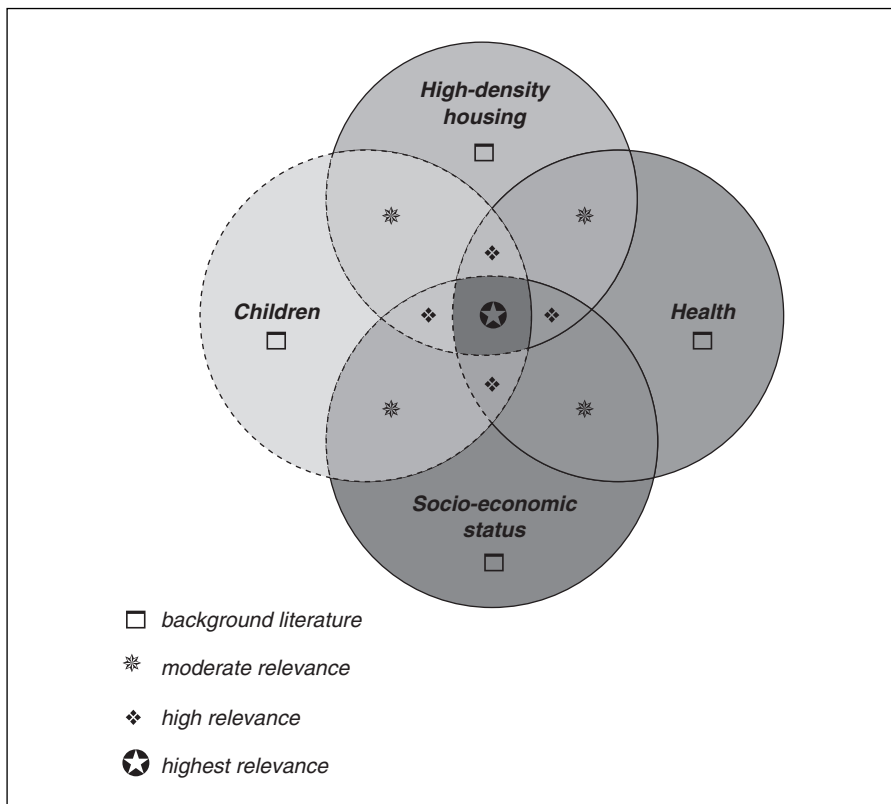 High-density
housing
Children
Health
Socio-economic
status
background literature
moderate relevance
high relevance
highest relevance